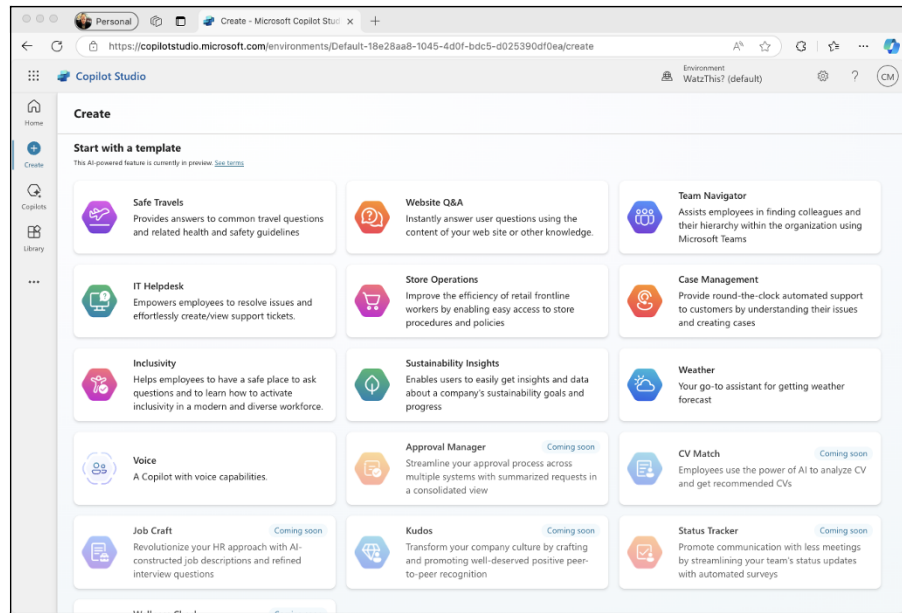 Personal
Create - Microsoft Copilot Stud
https://copilotstudio.microsoft.com/environments/Default-18e28aa8-1045-4d0f-bdc5-d025390df0ea/create
Copilot Studio
Environment
WatzThis? (default)
CM
Home
Create
Copilots
Library
Create
Start with a template
This AI-powered feature is currently in preview. See terms
Safe Travels
Provides answers to common travel questions
and related health and safety guidelines
Website Q&A
Instantly answer user questions using the
content of your web site or other knowledge.
Team Navigator
Assists employees in finding colleagues and
their hierarchy within the organization using
Microsoft Teams
IT Helpdesk
Empowers employees to resolve issues and
effortlessly create/view support tickets.
Store Operations
Improve the efficiency of retail frontline
workers by enabling easy access to store
procedures and policies
Case Management
Provide round-the-clock automated support
to customers by understanding their issues
and creating cases
Inclusivity
Helps employees to have a safe place to ask
questions and to learn how to activate
inclusivity in a modern and diverse workforce.
Sustainability Insights
Enables users to easily get insights and data
about a company's sustainability goals and
progress
Weather
Your go-to assistant for getting weather
forecast
Voice
A Copilot with voice capabilities.
Approval Manager
Coming soon
Streamline your approval process across
multiple systems with summarized requests in
a consolidated view
CV Match
Coming soon
Employees use the power of AI to analyze CV
and get recommended CVs
Job Craft
Coming soon
Revolutionize your HR approach with AI-
constructed job descriptions and refined
interview questions
Kudos
Coming soon
Transform your company culture by crafting
and promoting well-deserved positive peer-
to-peer recognition
Status Tracker
Coming soon
Promote communication with less meetings
by streamlining your team's status updates
with automated surveys